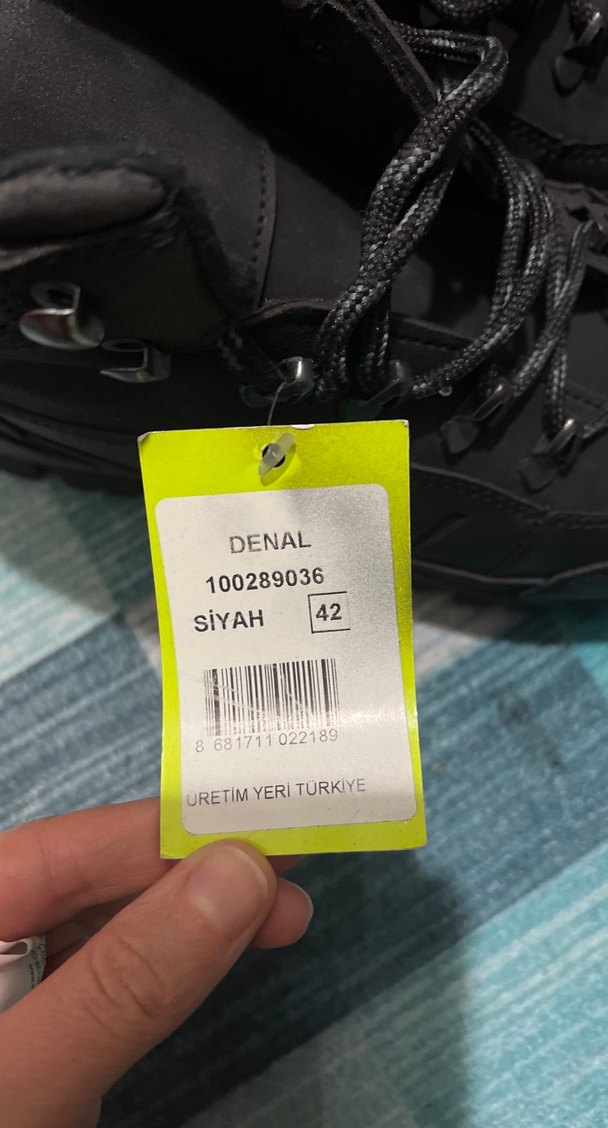 DENAL
100289036
SİYAH 42
8 681711 022189
ÜRETİM YERİ TÜRKİYE